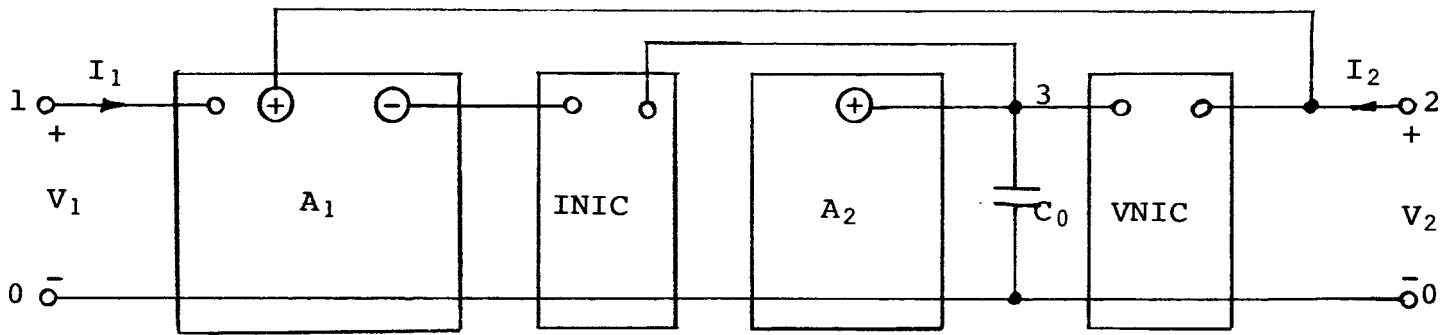 I₁ I₂
1 + - 3 2
+ + +
V₁ A₁ INIC A₂ C₀ VNIC V₂
0 - - 0